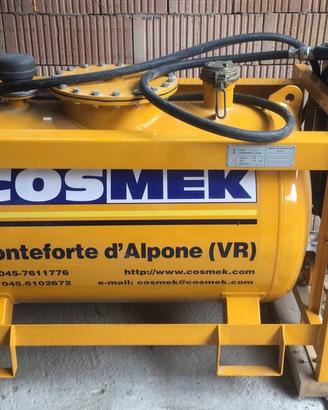 COSMEK
onteforte d'Alpone (VR)
045-7611776 http://www.cosmek.com
045.6102672 e-mail: cosmek@cosmek.com